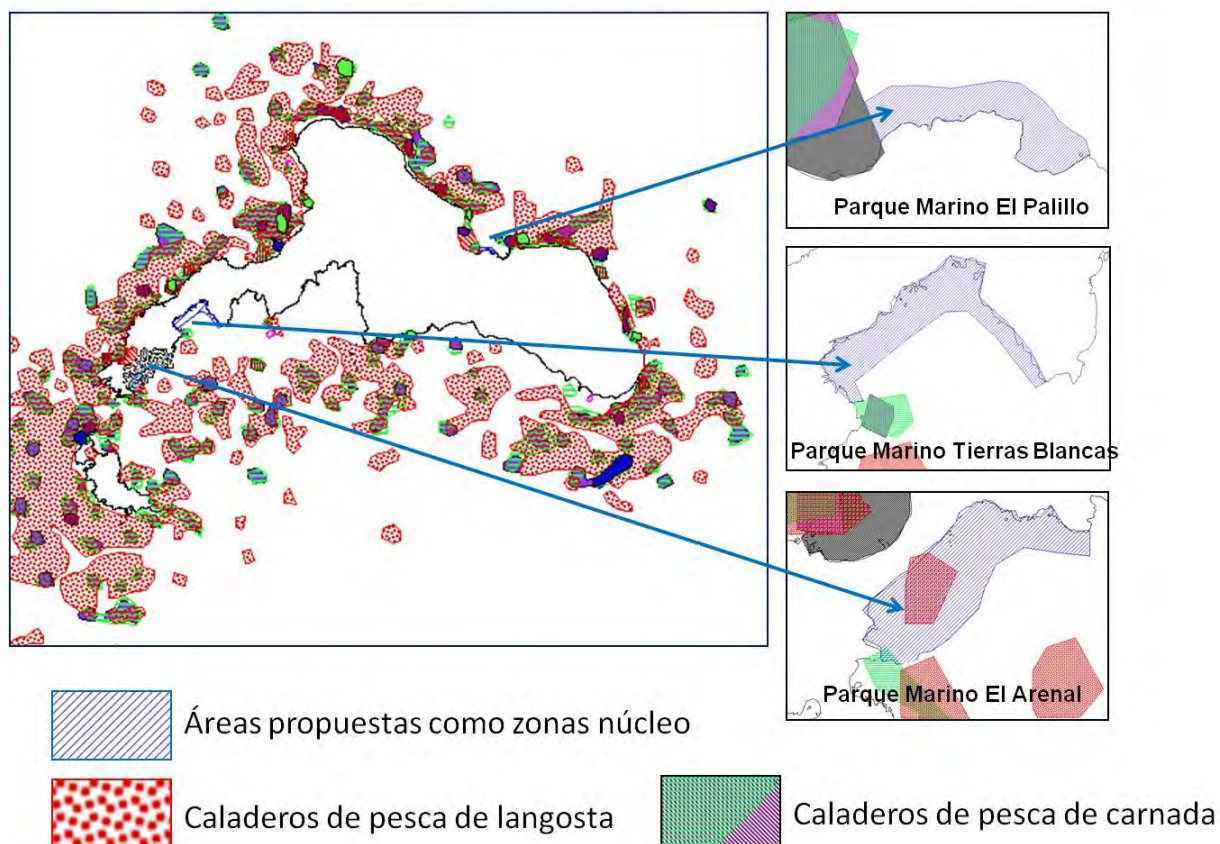 Parque Marino El Palillo
Parque Marino Tierras Blancas
Parque Marino El Arenal
Áreas propuestas como zonas núcleo
Caladeros de pesca de langosta
Caladeros de pesca de carnada